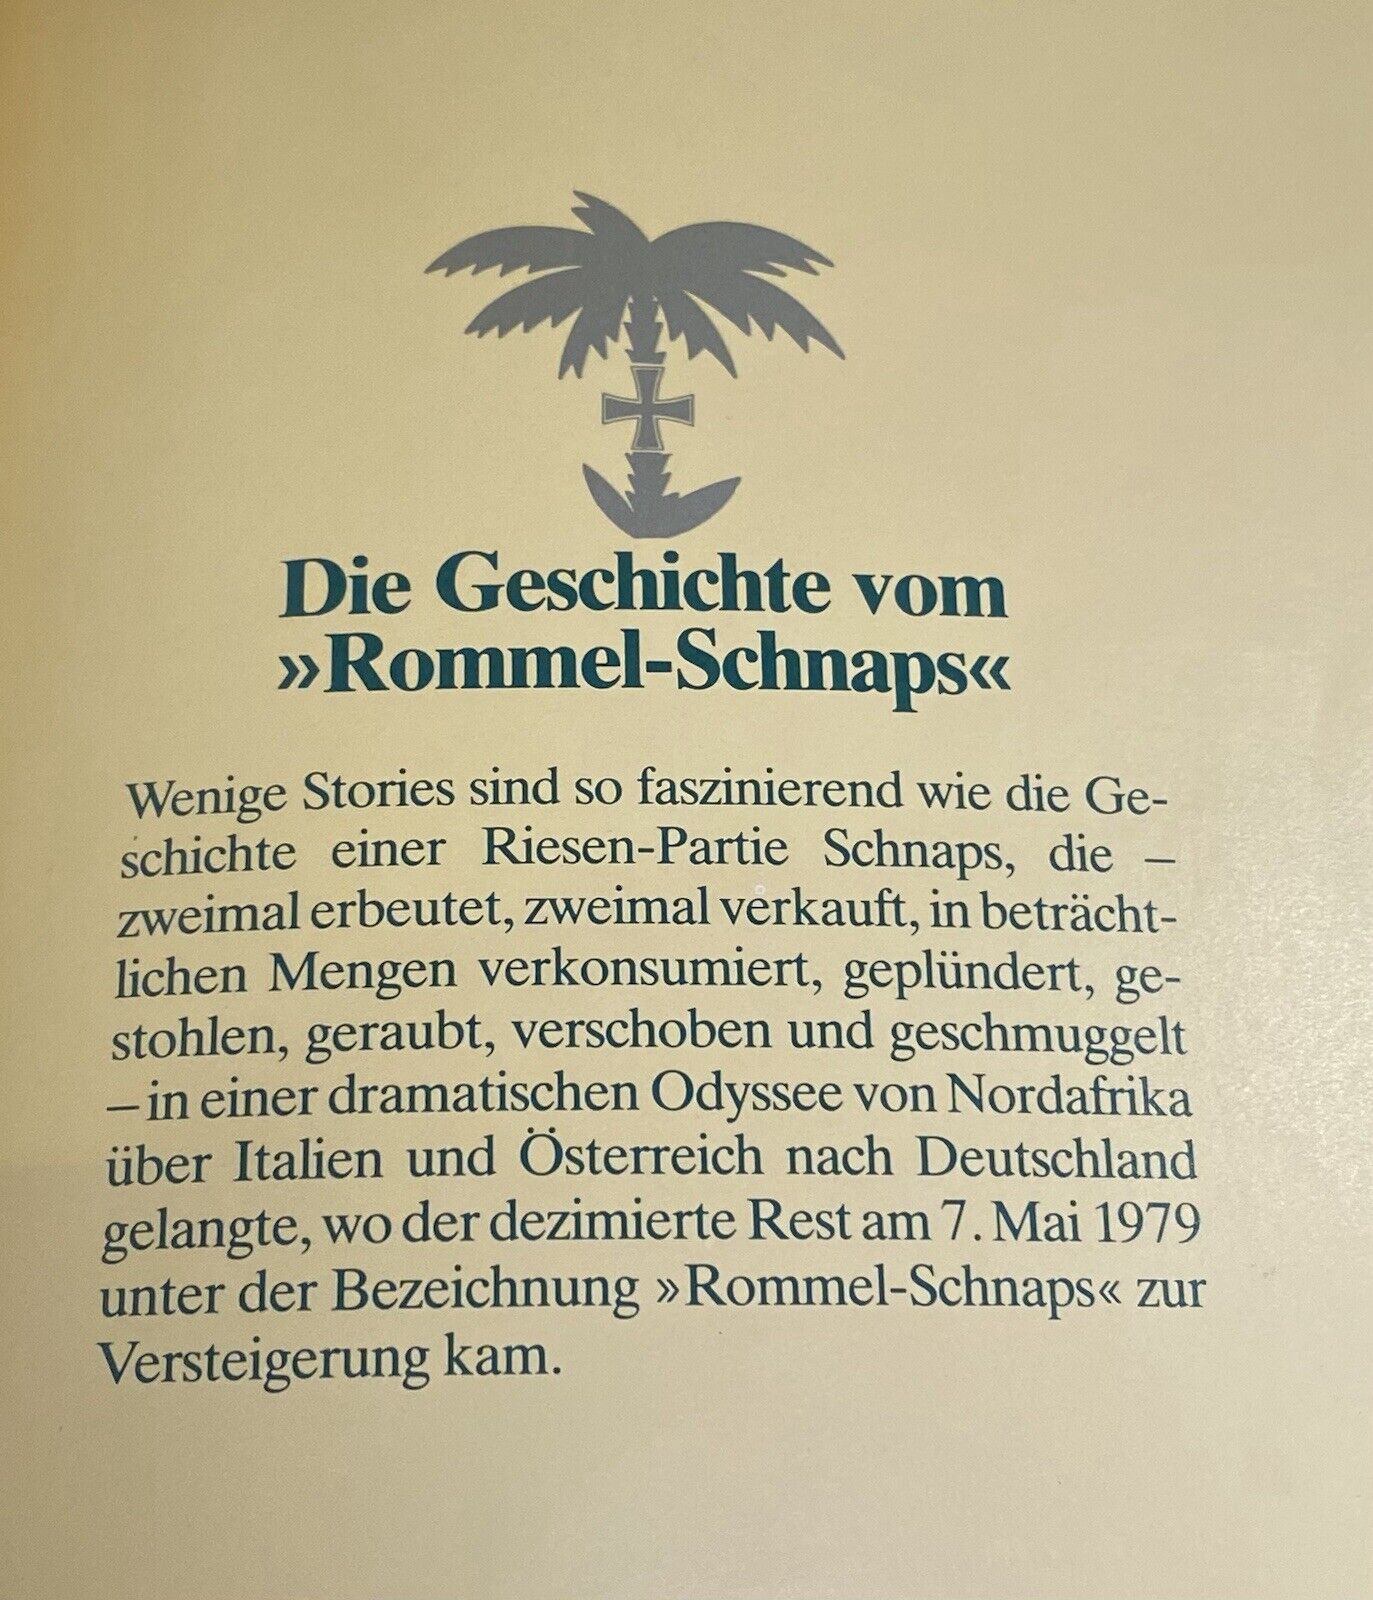 Die Geschichte vom
»Rommel-Schnaps«
Wenige Stories sind so faszinierend wie die Ge-
schichte einer Riesen-Partie Schnaps, die –
zweimal erbeutet, zweimal verkauft, in beträcht-
lichen Mengen verkonsumiert, geplündert, ge-
stohlen, geraubt, verschoben und geschmuggelt
– in einer dramatischen Odyssee von Nordafrika
über Italien und Österreich nach Deutschland
gelangte, wo der dezimierte Rest am 7. Mai 1979
unter der Bezeichnung »Rommel-Schnaps« zur
Versteigerung kam.